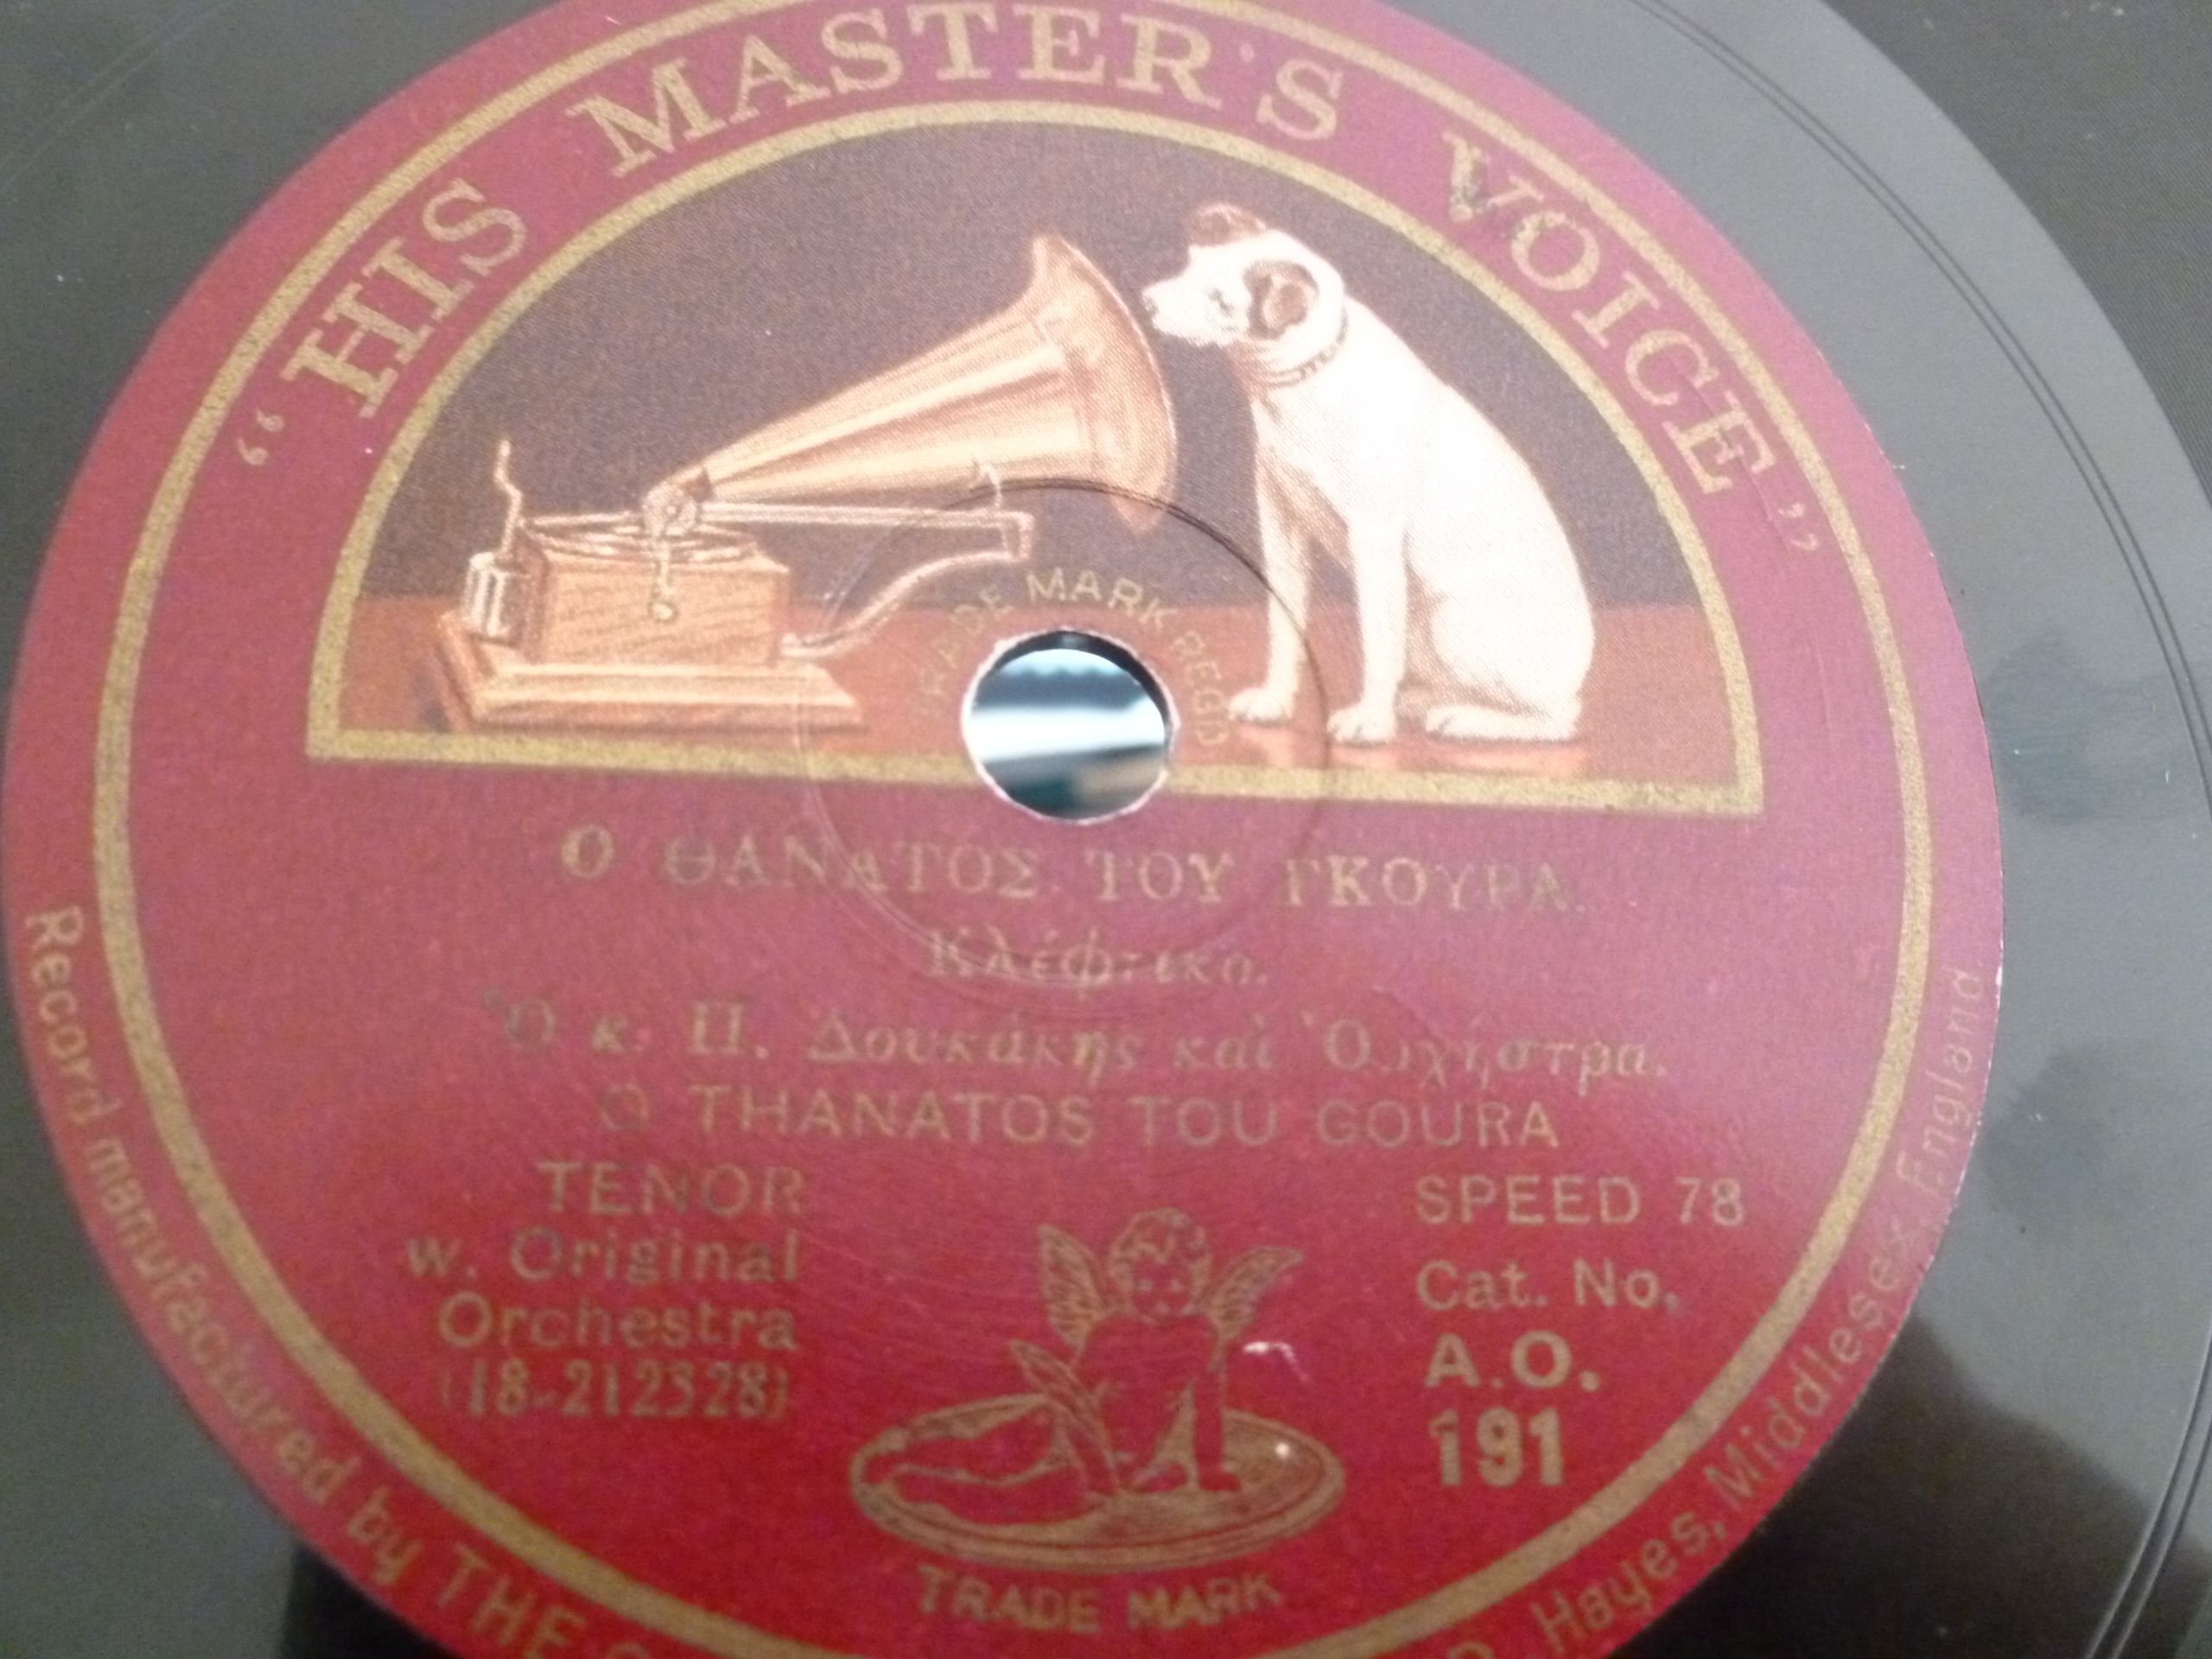 “HIS MASTER'S VOICE”
TRADE MARK REGD
Ο ΘΑΝΑΤΟΣ ΤΟΥ ΓΚΟΥΡΑ.
Κλέφτικο.
Ὁ κ. Π. Δουκάκης καὶ Ὀρχήστρα.
O THANATOS TOU GOURA
TENOR
w. Original
Orchestra
(18-212328)
SPEED 78
Cat. No,
A.O.
191
TRADE MARK
Record manufactured by THE
Hayes, Middlesex, England